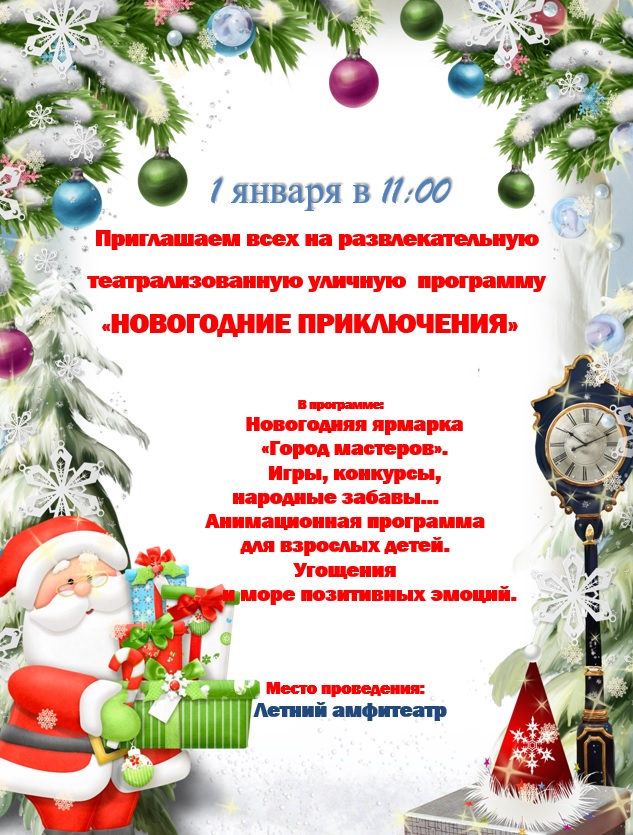 1 января в 11:00
Приглашаем всех на развлекательную
театрализованную уличную программу
«НОВОГОДНИЕ ПРИКЛЮЧЕНИЯ»
В программе:
Новогодняя ярмарка
«Город мастеров».
Игры, конкурсы,
народные забавы...
Анимационная программа
для взрослых детей.
Угощения
и море позитивных эмоций.
Место проведения:
Летний амфитеатр